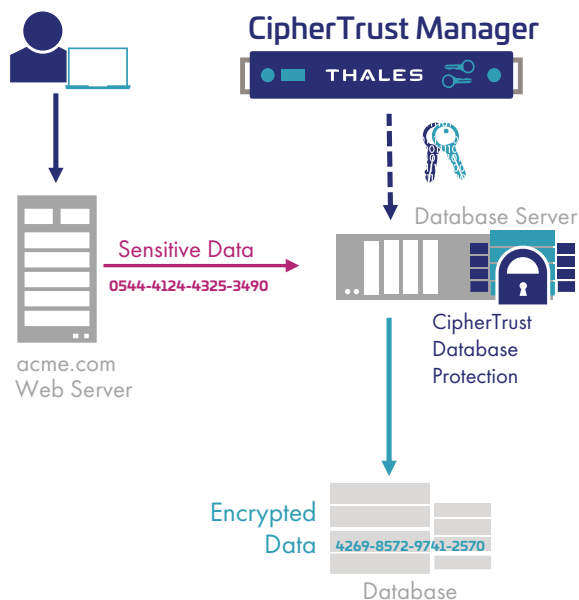 CipherTrust Manager
THALES
Database Server
Sensitive Data
0544-4124-4325-3490
CipherTrust
Database
Protection
acme.com
Web Server
Encrypted
Data
4269-8572-9741-2570
Database